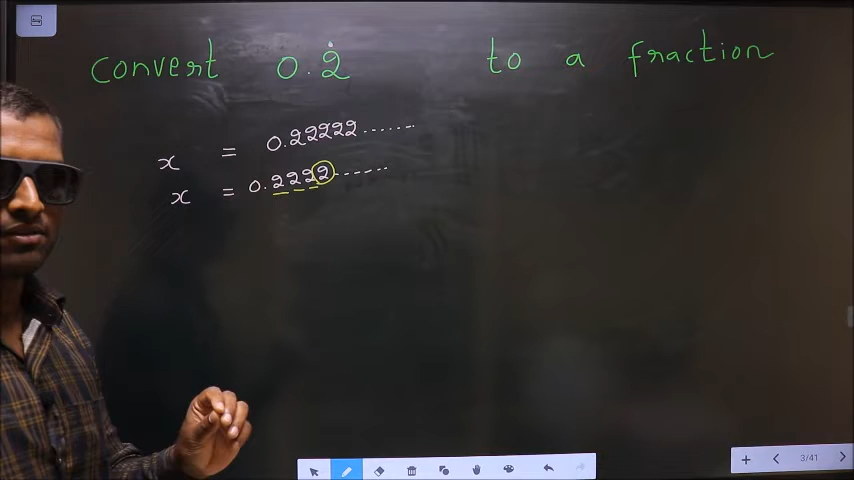 convert 0.2̇ to a fraction
x = 0.22222.......
x = 0.2222.......
3/41